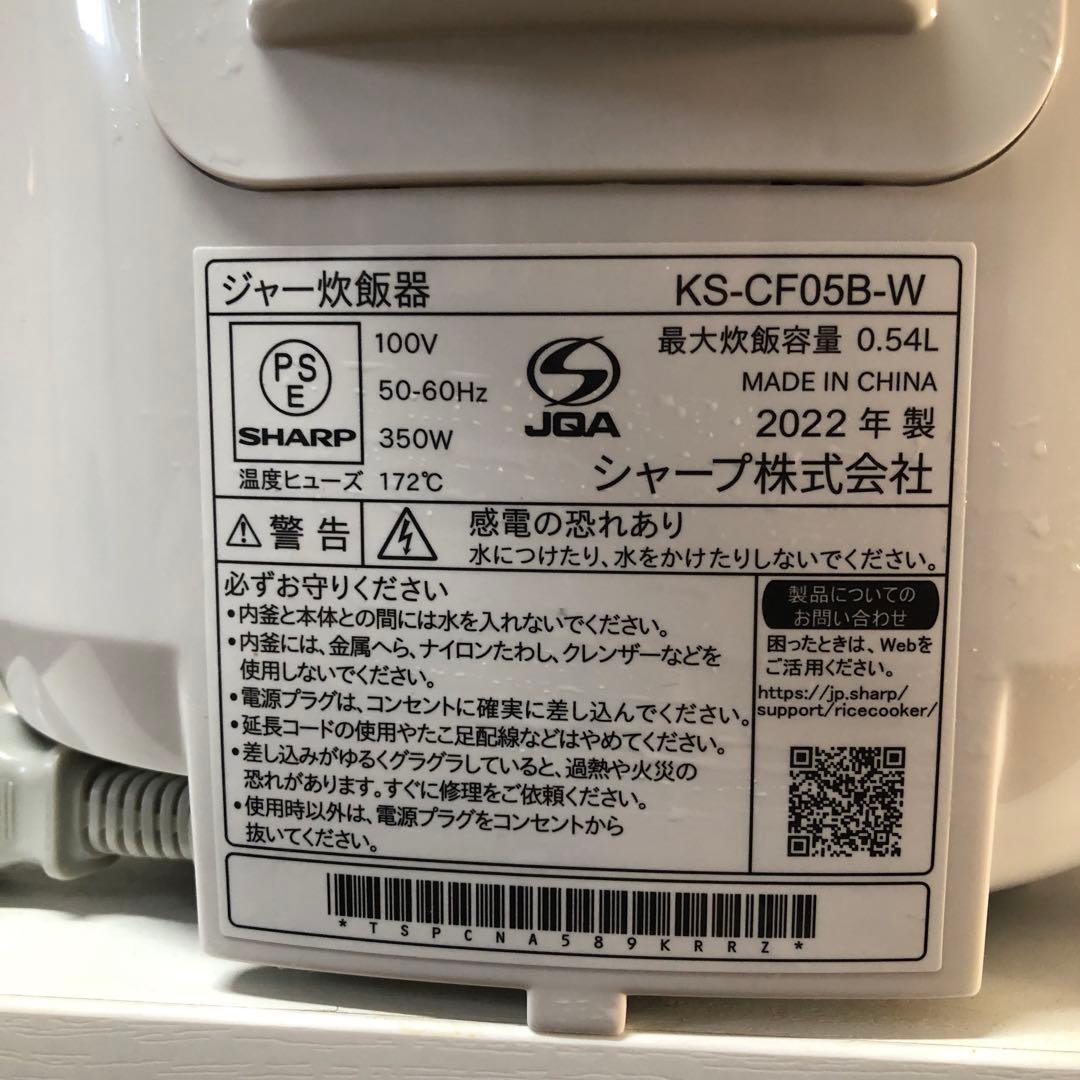 ジャー炊飯器 KS-CF05B-W
PSE
SHARP
100V
50-60Hz
350W
温度ヒューズ 172℃
JQA
最大炊飯容量 0.54L
MADE IN CHINA
2022 年 製
シャープ株式会社
警 告
感電の恐れあり
水につけたり、水をかけたりしないでください。
必ずお守りください
・内釜と本体との間には水を入れないでください。
・内釜には、金属へら、ナイロンたわし、クレンザーなどを
使用しないでください。
・電源プラグは、コンセントに確実に差し込んでください。
・延長コードの使用やたこ足配線などはやめてください。
・差し込みがゆるくグラグラしていると、過熱や火災の
恐れがあります。すぐに修理をご依頼ください。
・使用時以外は、電源プラグをコンセントから
抜いてください。
製品についての
お問い合わせ
困ったときは、Webを
ご活用ください。
https://jp.sharp/
support/ricecooker/
*TSPCNA589KRRZ*